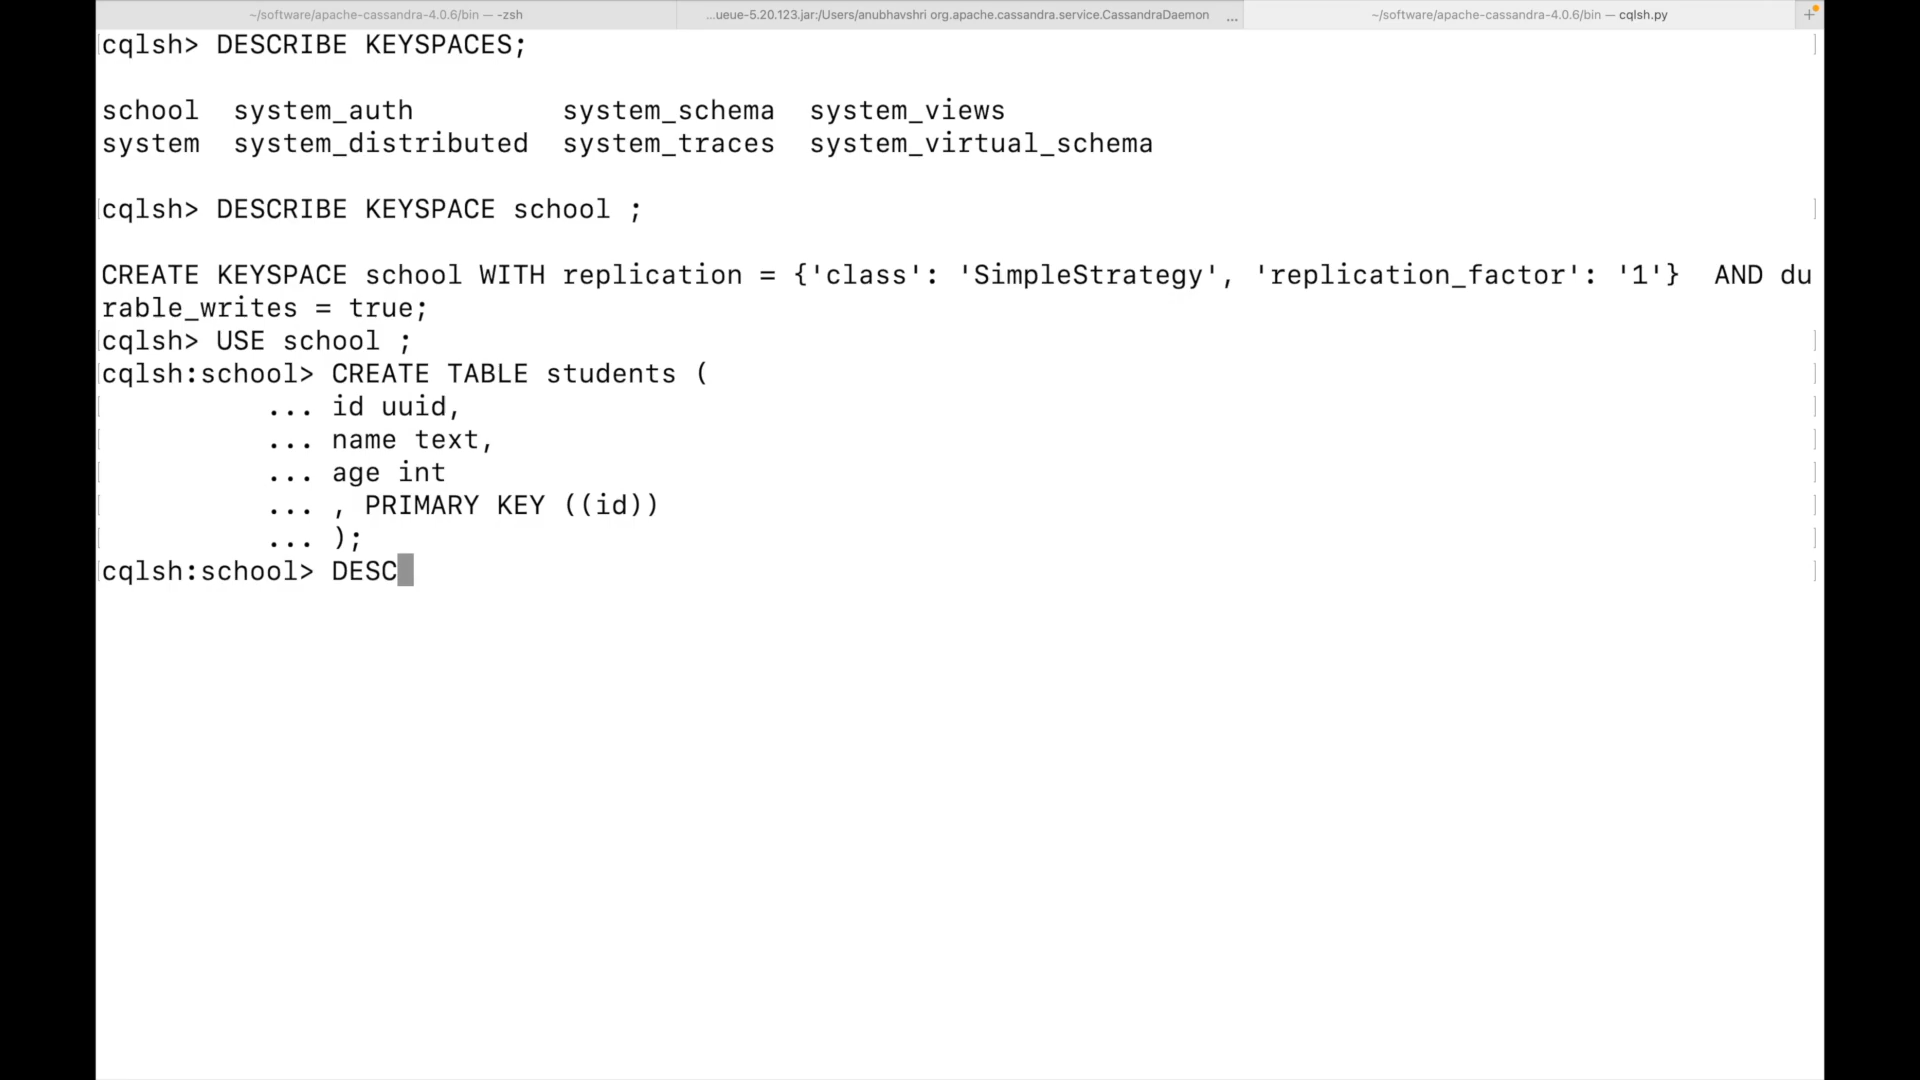 ~/software/apache-cassandra-4.0.6/bin — -zsh
...ueue-5.20.123.jar:/Users/anubhavshri org.apache.cassandra.service.CassandraDaemon ...
~/software/apache-cassandra-4.0.6/bin — cqlsh.py +
cqlsh> DESCRIBE KEYSPACES;
school  system_auth         system_schema  system_views
system  system_distributed  system_traces  system_virtual_schema
cqlsh> DESCRIBE KEYSPACE school ;
CREATE KEYSPACE school WITH replication = {'class': 'SimpleStrategy', 'replication_factor': '1'}  AND du
rable_writes = true;
cqlsh> USE school ;
cqlsh:school> CREATE TABLE students (
... id uuid,
... name text,
... age int
... , PRIMARY KEY ((id))
... );
cqlsh:school> DESC